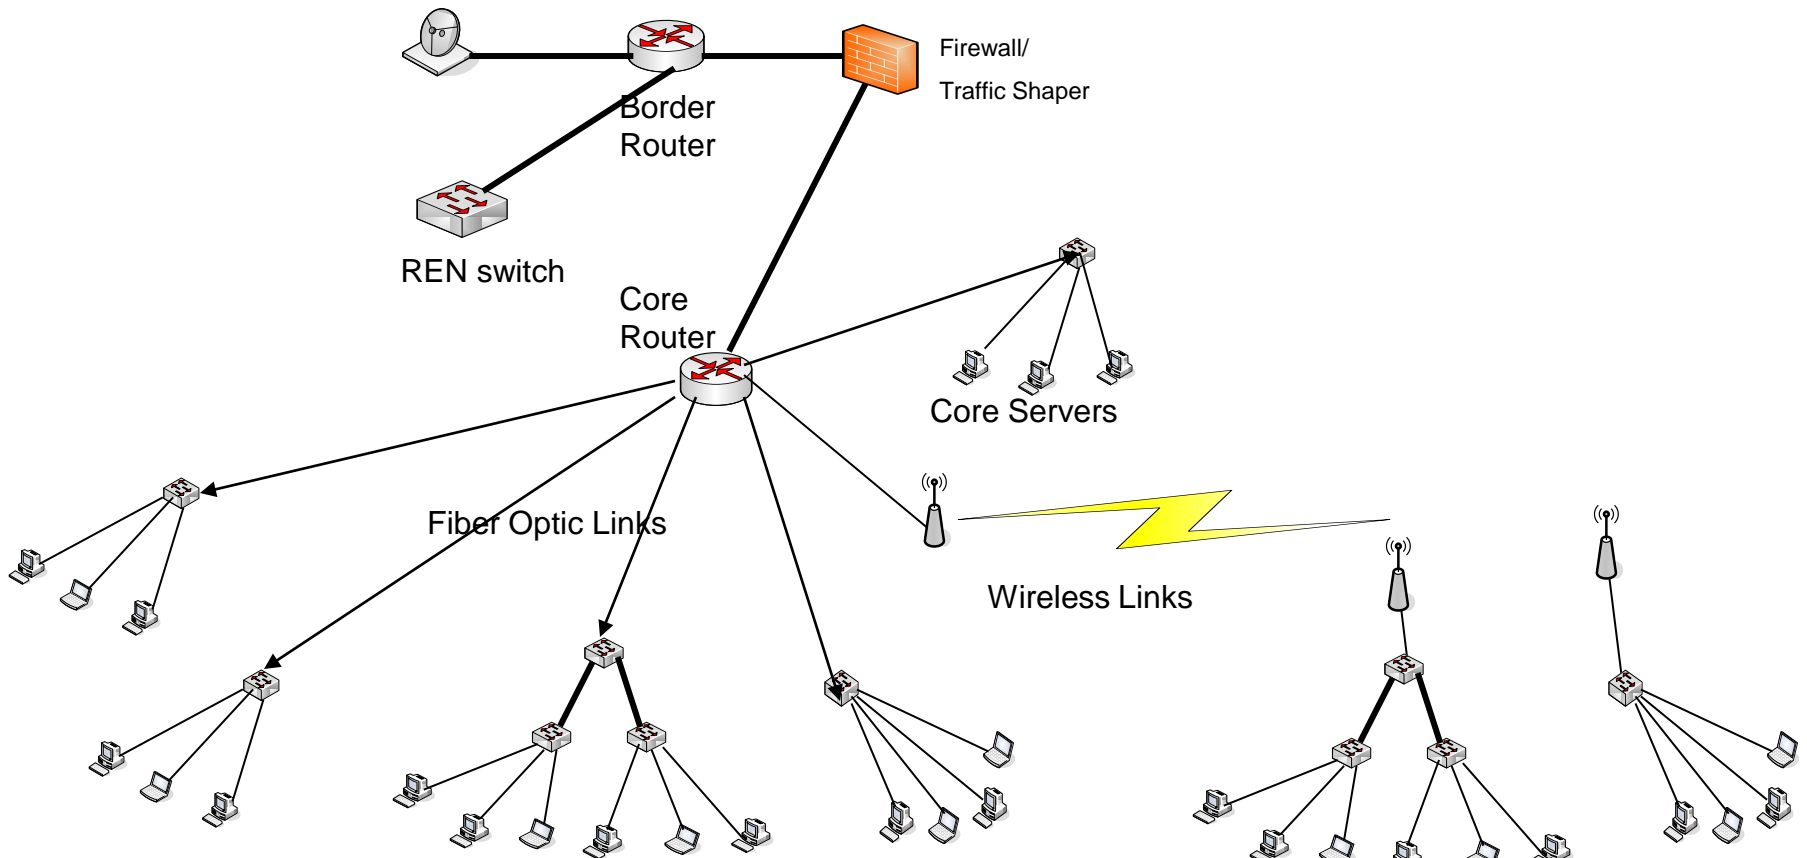 Firewall/
Traffic Shaper
Border
Router
REN switch
Core
Router
Core Servers
Fiber Optic Links
Wireless Links